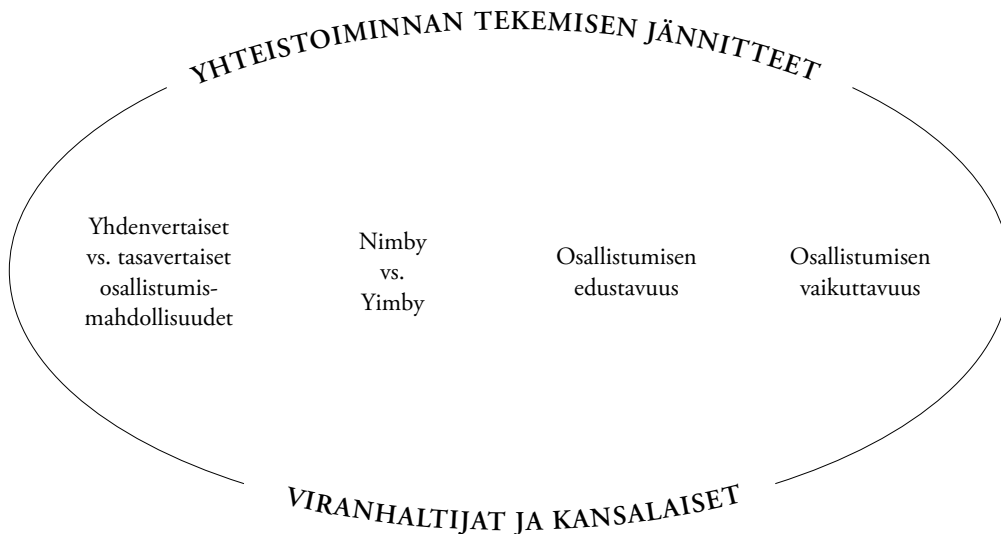 YHTEISTOIMINNAN TEKEMISEN JÄNNITTEET
Yhdenvertaiset
vs. tasavertaiset
osallistumis-
mahdollisuudet
Nimby
vs.
Yimby
Osallistumisen
edustavuus
Osallistumisen
vaikuttavuus
VIRANHALTIJAT JA KANSALAISET